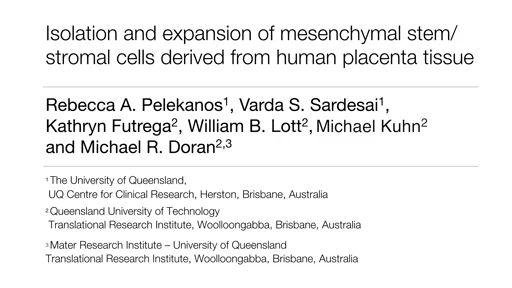 Isolation and expansion of mesenchymal stem/
stromal cells derived from human placenta tissue
Rebecca A. Pelekanos¹, Varda S. Sardesai¹,
Kathryn Futrega², William B. Lott², Michael Kuhn²
and Michael R. Doran²,³
¹ The University of Queensland,
UQ Centre for Clinical Research, Herston, Brisbane, Australia
² Queensland University of Technology
Translational Research Institute, Woolloongabba, Brisbane, Australia
³ Mater Research Institute – University of Queensland
Translational Research Institute, Woolloongabba, Brisbane, Australia